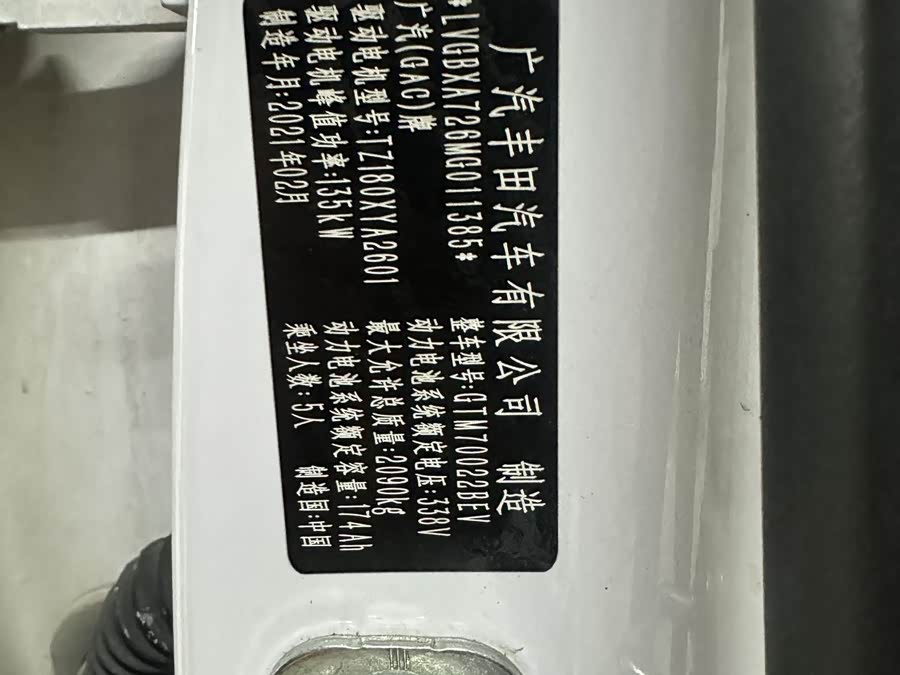 广汽丰田汽车有限公司 制造
*LVGBXA726MG011385* 整车型号:GTM70022BEV
广汽(GAC)牌 动力电池系统额定电压:338V
驱动电机型号:TZ180XYA2601 最大允许总质量:2090kg
驱动电机峰值功率:135kW 动力电池系统额定容量:174Ah
制造年月:2021年02月 乘坐人数:5人 制造国:中国